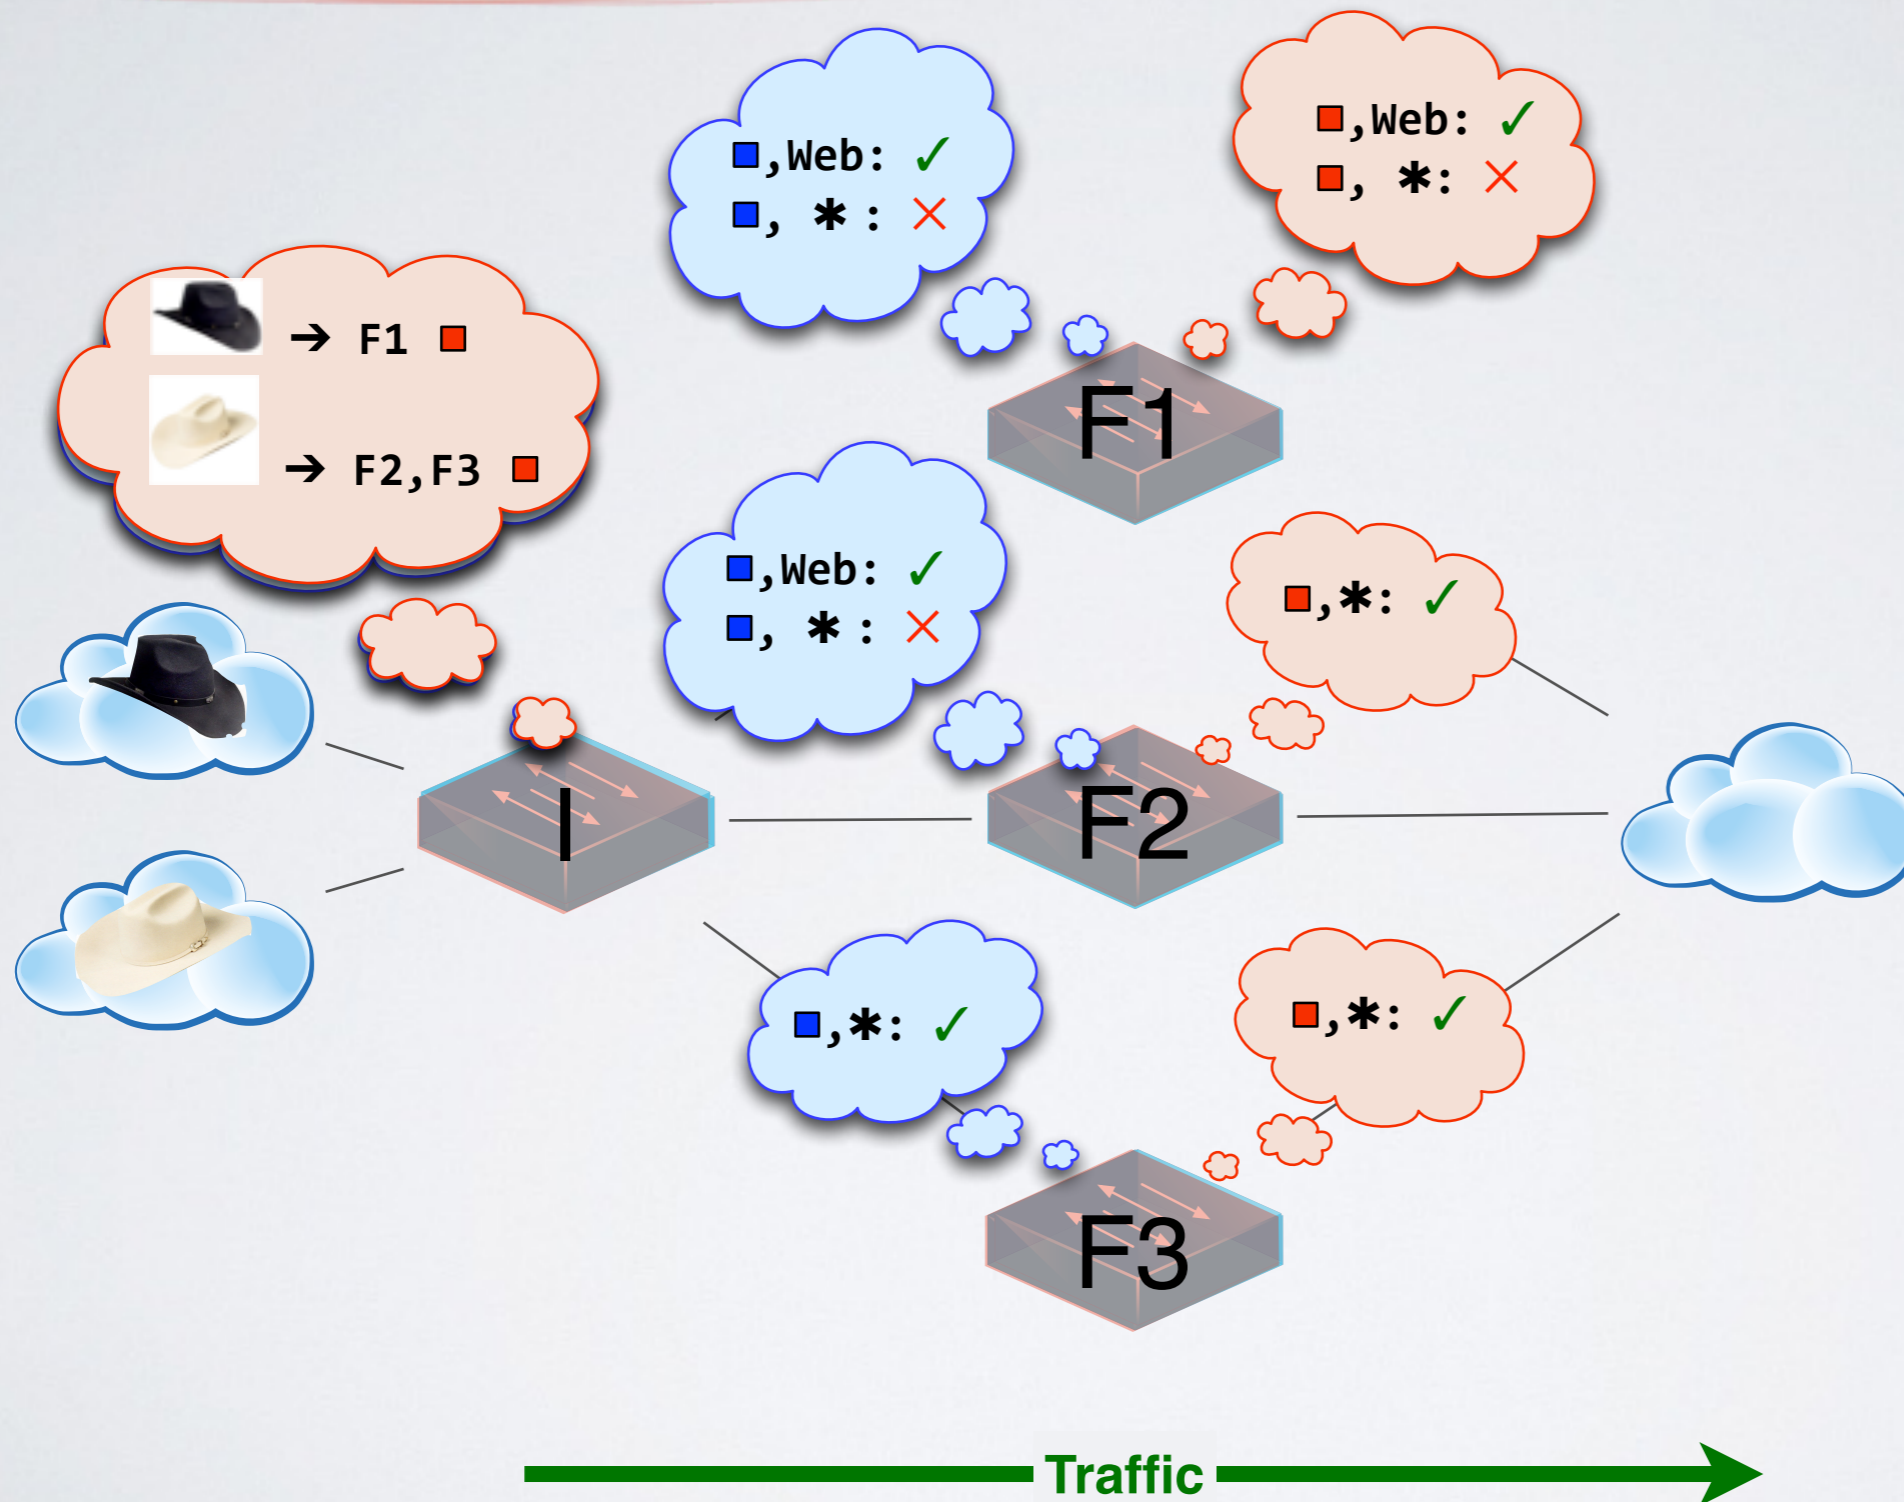 ■,Web: ✓
■, * : ×
■,Web: ✓
■, *: ×
➔ F1 ■
➔ F2,F3 ■
F1
■,Web: ✓
■, * : ×
■,*: ✓
I
F2
■,*: ✓
■,*: ✓
F3
Traffic